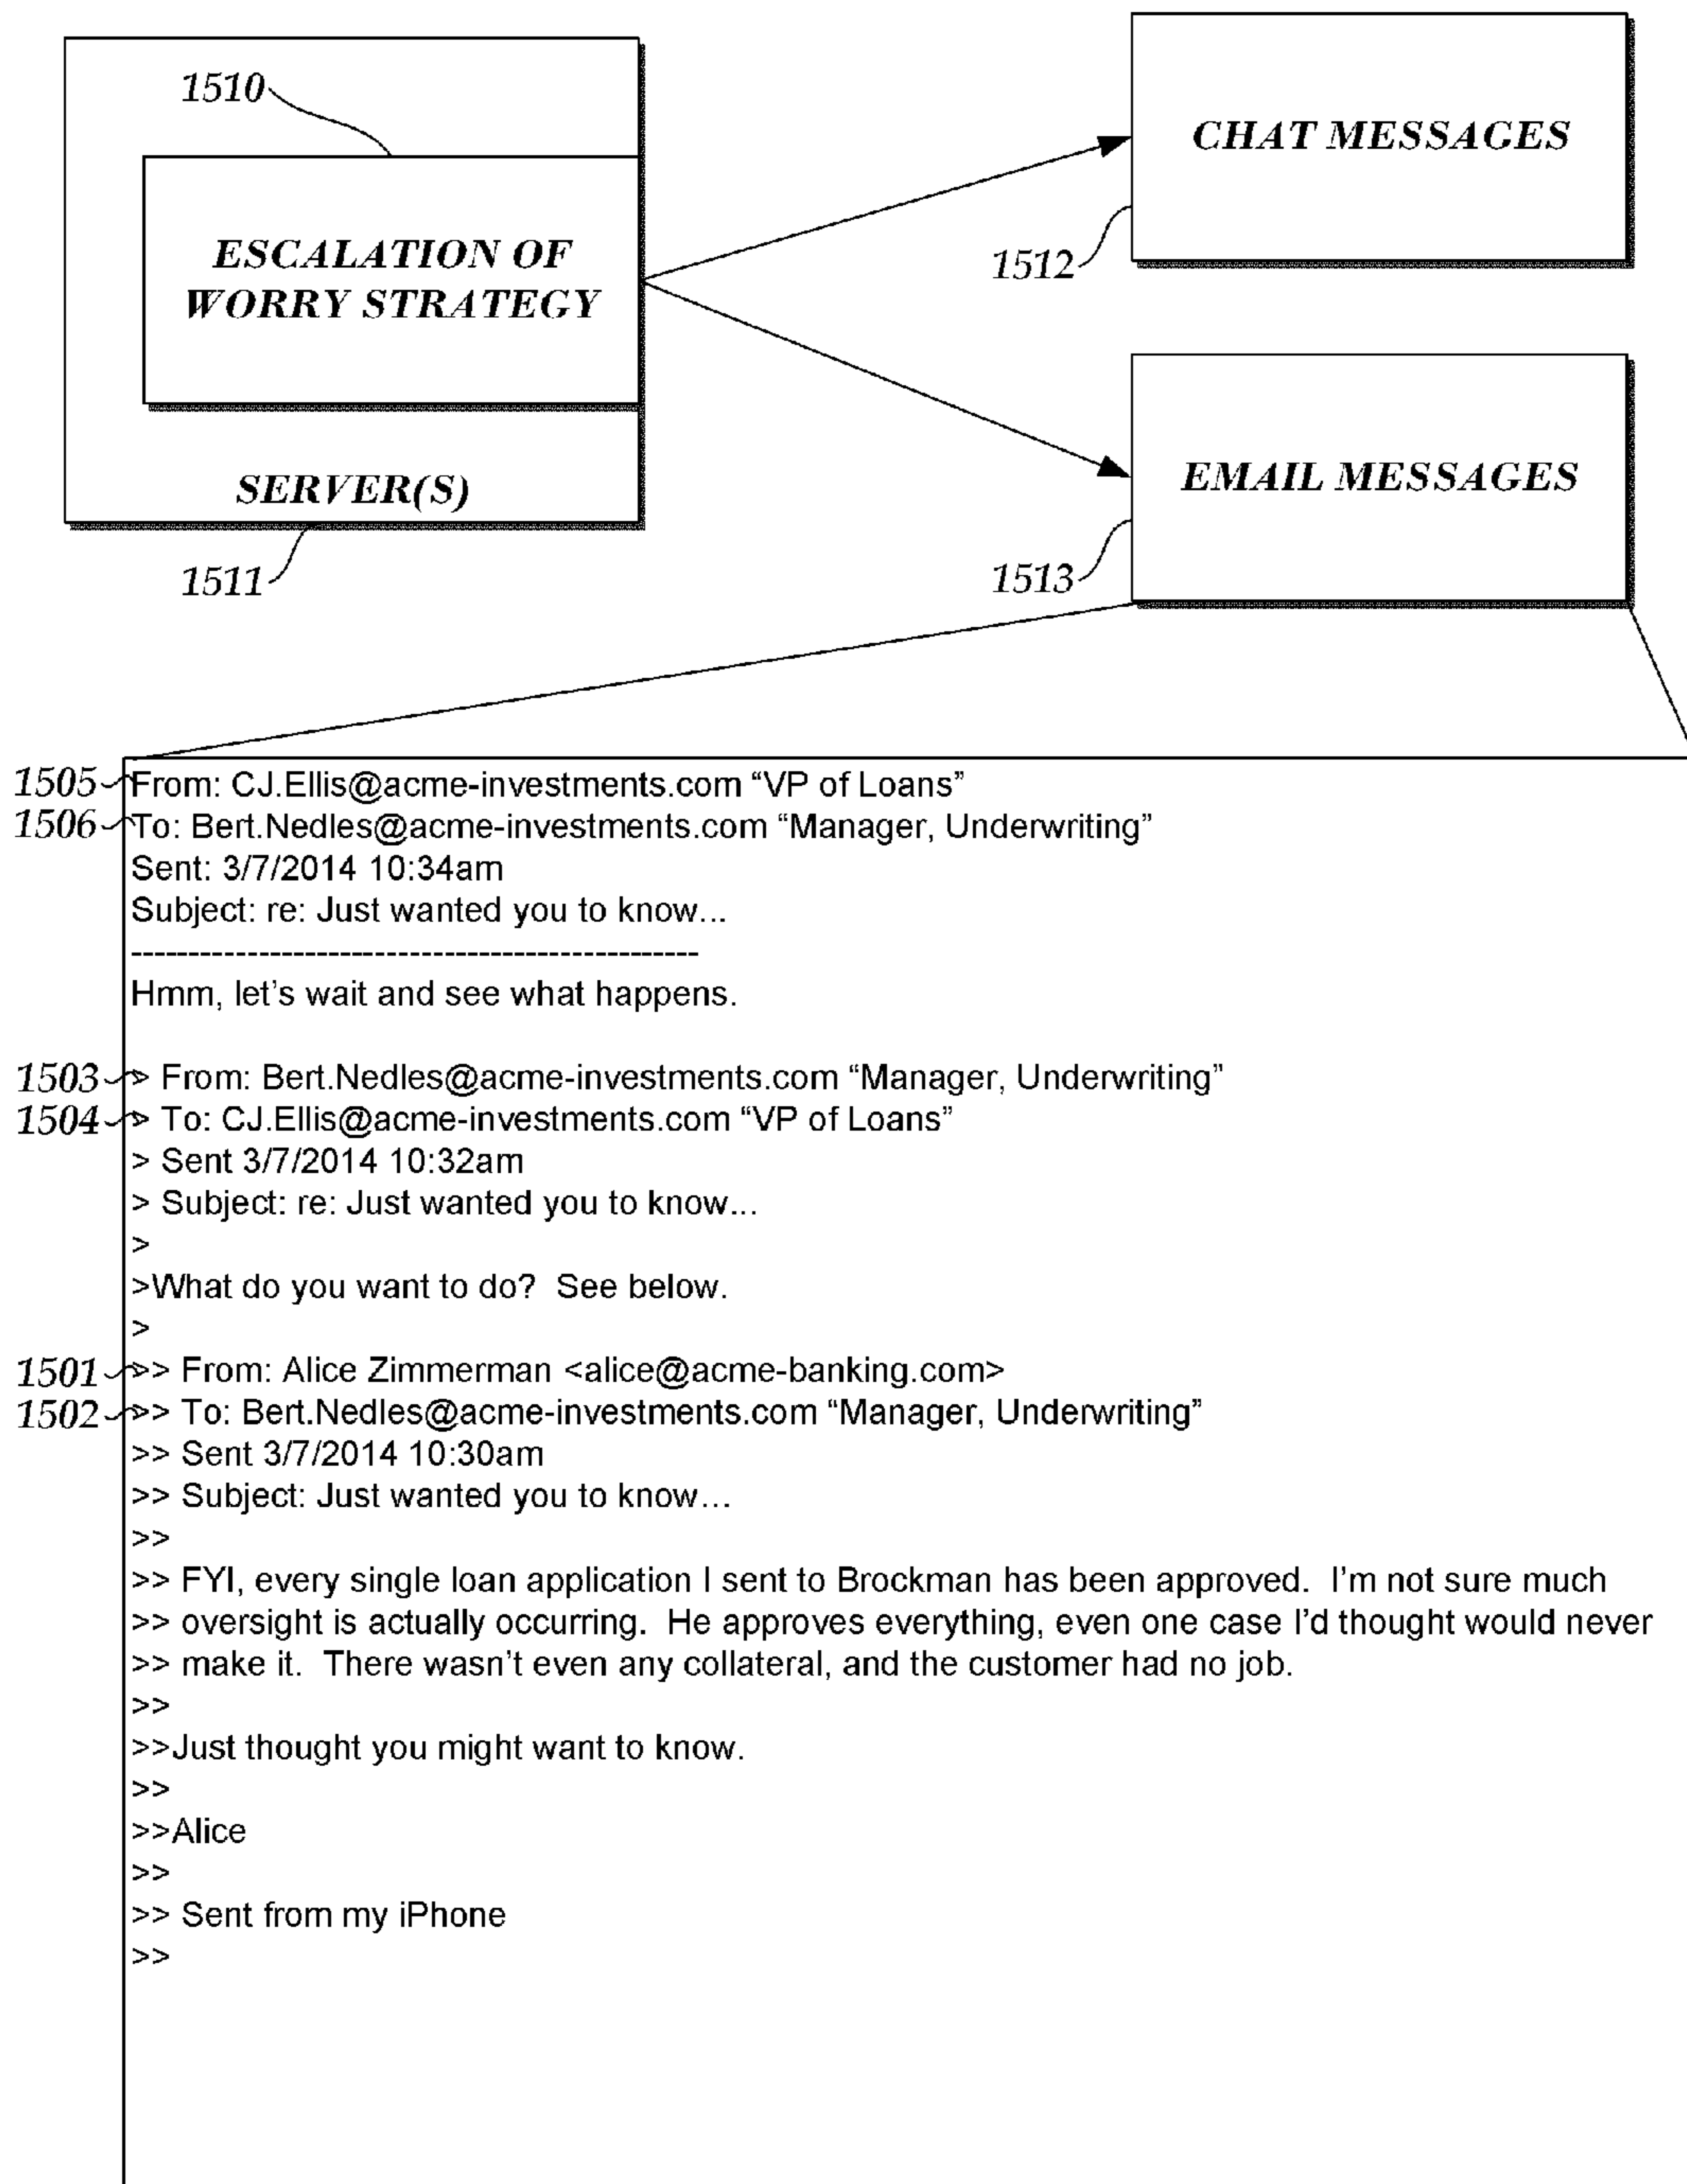 1510
ESCALATION OF
WORRY STRATEGY
SERVER(S)
1511
CHAT MESSAGES
1512
EMAIL MESSAGES
1513
1505 From: CJ.Ellis@acme-investments.com “VP of Loans”
1506 To: Bert.Nedles@acme-investments.com “Manager, Underwriting”
Sent: 3/7/2014 10:34am
Subject: re: Just wanted you to know...
------------------------------------------------
Hmm, let’s wait and see what happens.
1503 > From: Bert.Nedles@acme-investments.com “Manager, Underwriting”
1504 > To: CJ.Ellis@acme-investments.com “VP of Loans”
> Sent 3/7/2014 10:32am
> Subject: re: Just wanted you to know...
>
>What do you want to do?  See below.
>
1501 >> From: Alice Zimmerman <alice@acme-banking.com>
1502 >> To: Bert.Nedles@acme-investments.com “Manager, Underwriting”
>> Sent 3/7/2014 10:30am
>> Subject: Just wanted you to know…
>>
>> FYI, every single loan application I sent to Brockman has been approved.  I’m not sure much
>> oversight is actually occurring.  He approves everything, even one case I’d thought would never
>> make it.  There wasn’t even any collateral, and the customer had no job.
>>
>>Just thought you might want to know.
>>
>>Alice
>>
>> Sent from my iPhone
>>